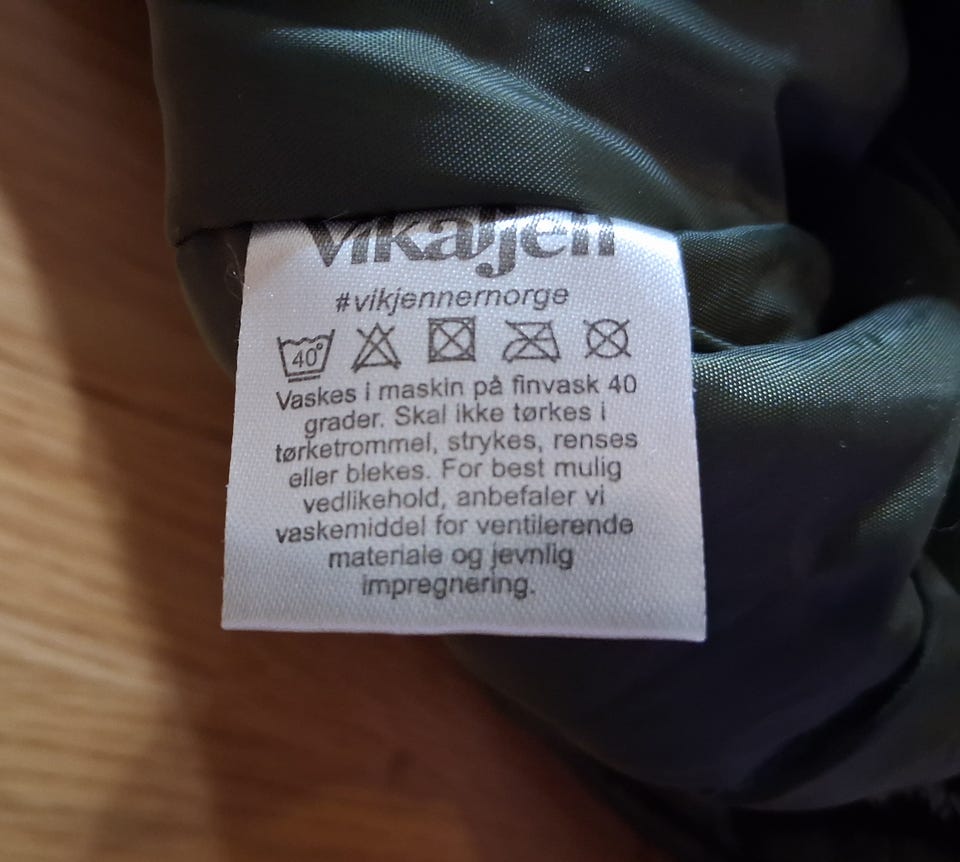 vikafjell
#vikjennernorge
40°
Vaskes i maskin på finvask 40
grader. Skal ikke tørkes i
tørketrommel, strykes, renses
eller blekes. For best mulig
vedlikehold, anbefaler vi
vaskemiddel for ventilerende
materiale og jevnlig
impregnering.